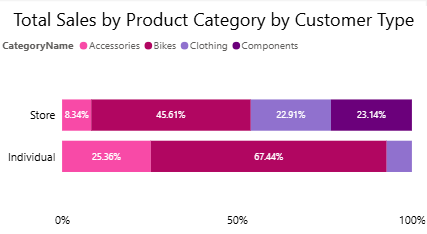 Total Sales by Product Category by Customer Type
CategoryName Accessories Bikes Clothing Components
Store 8.34% 45.61% 22.91% 23.14%
Individual 25.36% 67.44%
0% 50% 100%